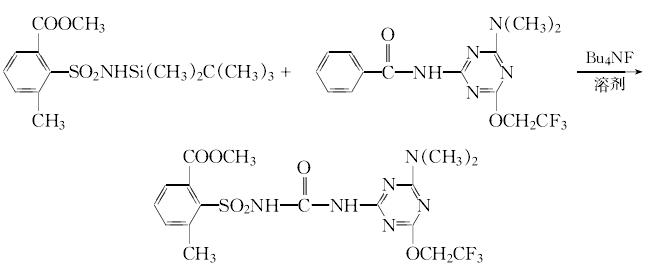 COOCH₃
O
N(CH₃)₂
SO₂NHSi(CH₃)₂C(CH₃)₃ +
C NH
N N N
Bu₄NF
溶剂
CH₃
OCH₂CF₃
COOCH₃
O
N(CH₃)₂
SO₂NH C NH
N N N
CH₃
OCH₂CF₃